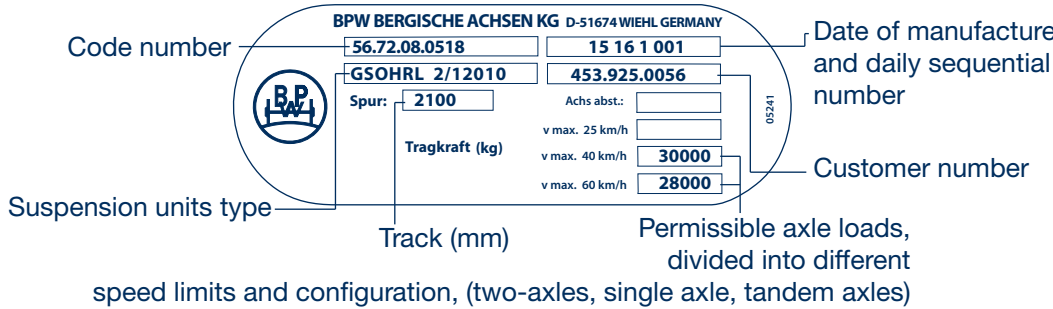 BPW BERGISCHE ACHSEN KG D-51674 WIEHL GERMANY
Code number
56.72.08.0518
15 16 1 001
Date of manufacture
and daily sequential
number
GSOHRL 2/12010
453.925.0056
BPW
Spur: 2100
Achs abst.:
05241
v max. 25 km/h
Tragkraft (kg)
v max. 40 km/h 30000
Customer number
v max. 60 km/h 28000
Suspension units type
Track (mm)
Permissible axle loads,
divided into different
speed limits and configuration, (two-axles, single axle, tandem axles)